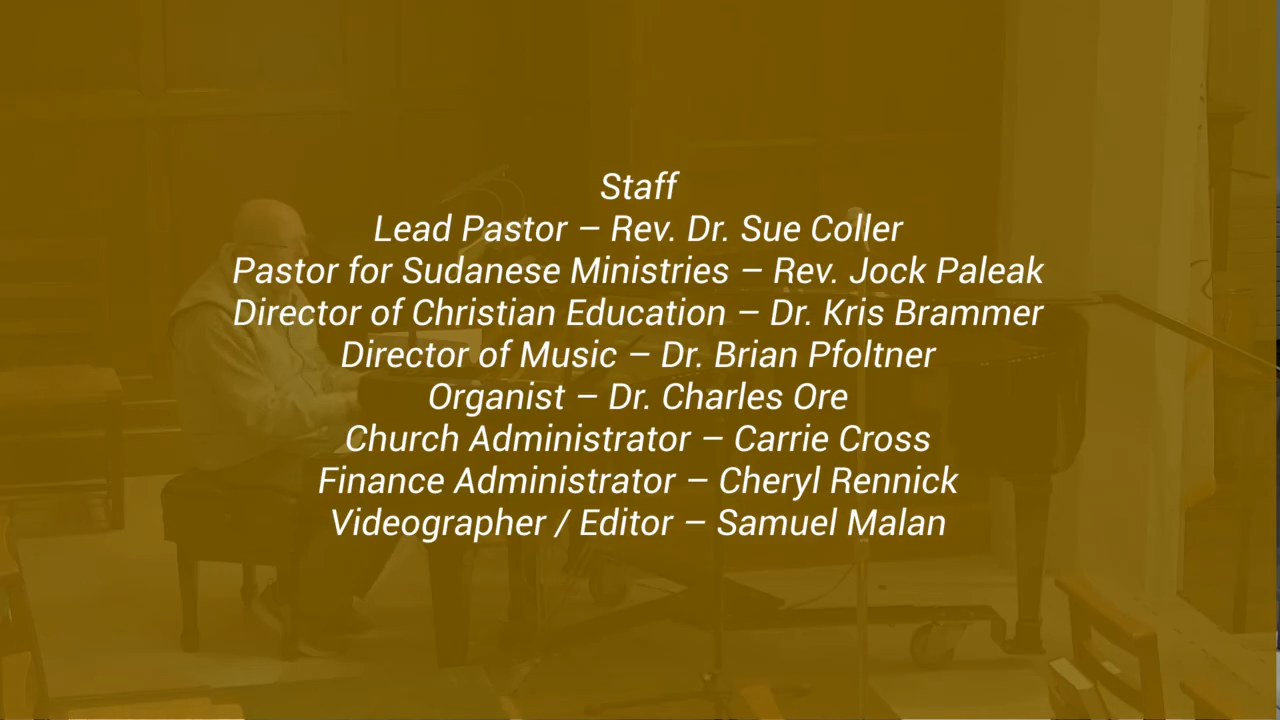 Staff
Lead Pastor – Rev. Dr. Sue Coller
Pastor for Sudanese Ministries – Rev. Jock Paleak
Director of Christian Education – Dr. Kris Brammer
Director of Music – Dr. Brian Pfoltner
Organist – Dr. Charles Ore
Church Administrator – Carrie Cross
Finance Administrator – Cheryl Rennick
Videographer / Editor – Samuel Malan